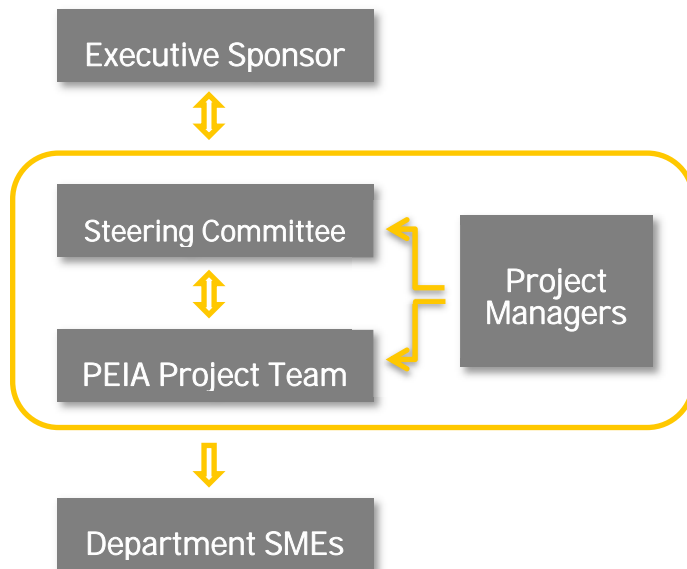 Executive Sponsor
Steering Committee
Project
Managers
PEIA Project Team
Department SMEs